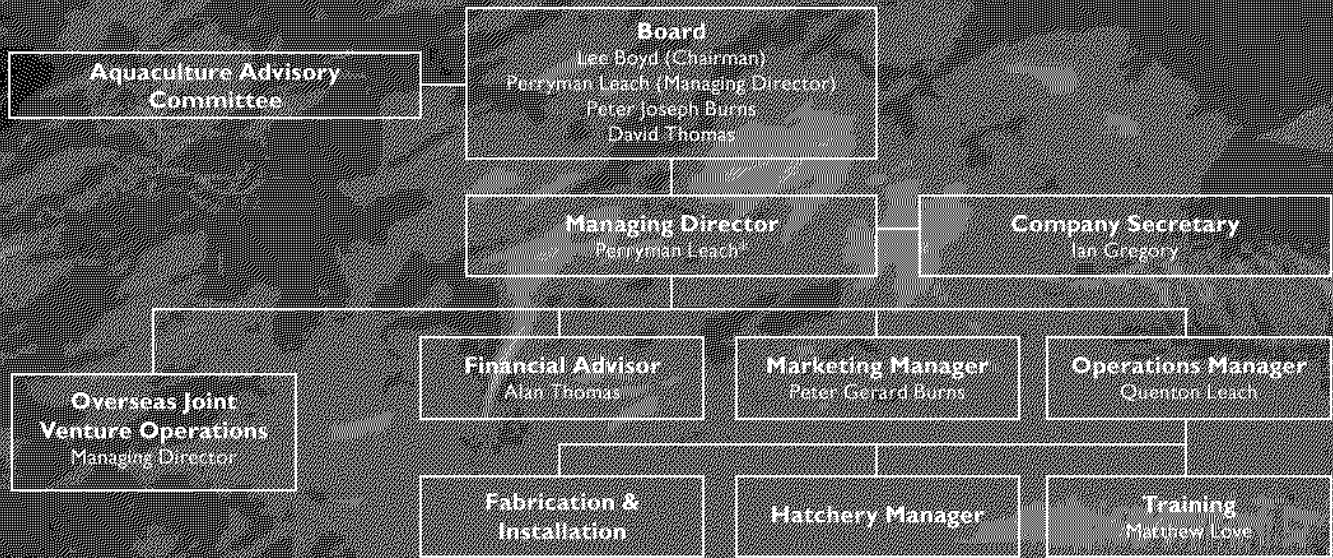 Board
Lee Boyd (Chairman)
Perryman Leach (Managing Director)
Peter Joseph Burns
David Thomas
Aquaculture Advisory
Committee
Managing Director
Perryman Leach*
Company Secretary
Ian Gregory
Overseas Joint
Venture Operations
Managing Director
Financial Advisor
Alan Thomas
Marketing Manager
Peter Gerard Burns
Operations Manager
Quenton Leach
Fabrication &
Installation
Hatchery Manager
Training
Matthew Love